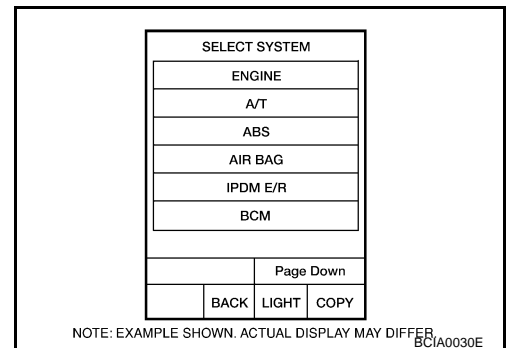 SELECT SYSTEM
ENGINE
A/T
ABS
AIR BAG
IPDM E/R
BCM
Page Down
BACK LIGHT COPY
NOTE: EXAMPLE SHOWN. ACTUAL DISPLAY MAY DIFFER.
BCIA0030E